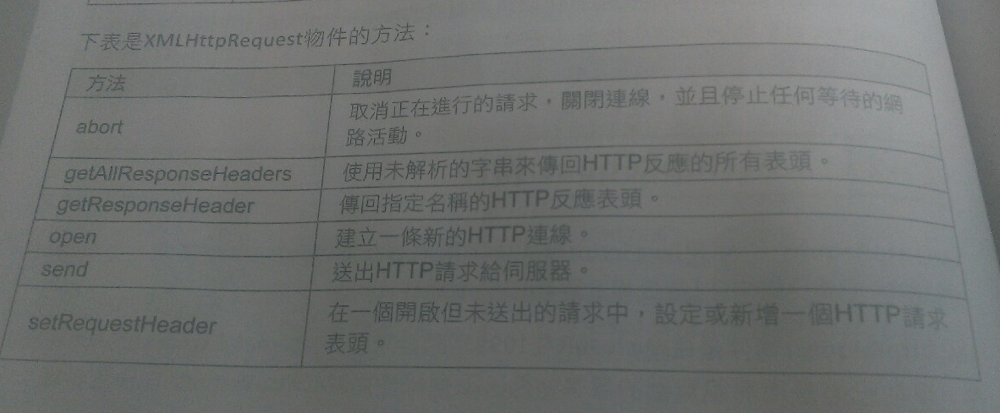 下表是XMLHttpRequest物件的方法：
方法 說明
abort 取消正在進行的請求，關閉連線，並且停止任何等待的網
路活動。
getAllResponseHeaders 使用未解析的字串來傳回HTTP反應的所有表頭。
getResponseHeader 傳回指定名稱的HTTP反應表頭。
open 建立一條新的HTTP連線。
send 送出HTTP請求給伺服器。
setRequestHeader 在一個開啟但未送出的請求中，設定或新增一個HTTP請求
表頭。